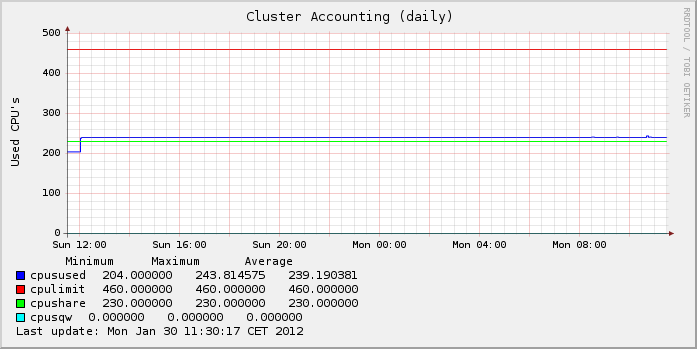 Cluster Accounting (daily)
RRDTOOL / TOBI OETIKER
Used CPU's
500
400
300
200
100
0
Sun 12:00 Sun 16:00 Sun 20:00 Mon 00:00 Mon 04:00 Mon 08:00
Minimum Maximum Average
cpusused 204.000000 243.814575 239.190381
cpulimit 460.000000 460.000000 460.000000
cpushare 230.000000 230.000000 230.000000
cpusqw 0.000000 0.000000 0.000000
Last update: Mon Jan 30 11:30:17 CET 2012